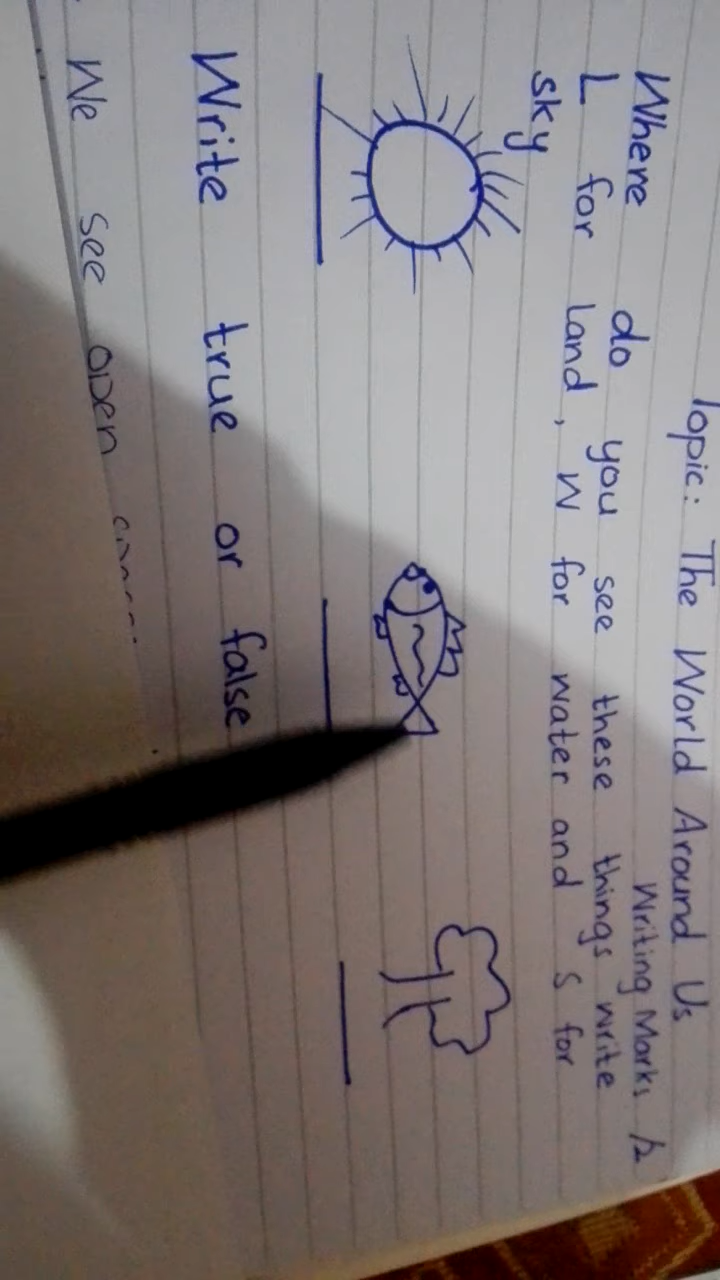 Topic: The World Around Us
Writing Marks
Where do you see these things write
L for Land, W for water and S for
sky
Write true or false
We see open